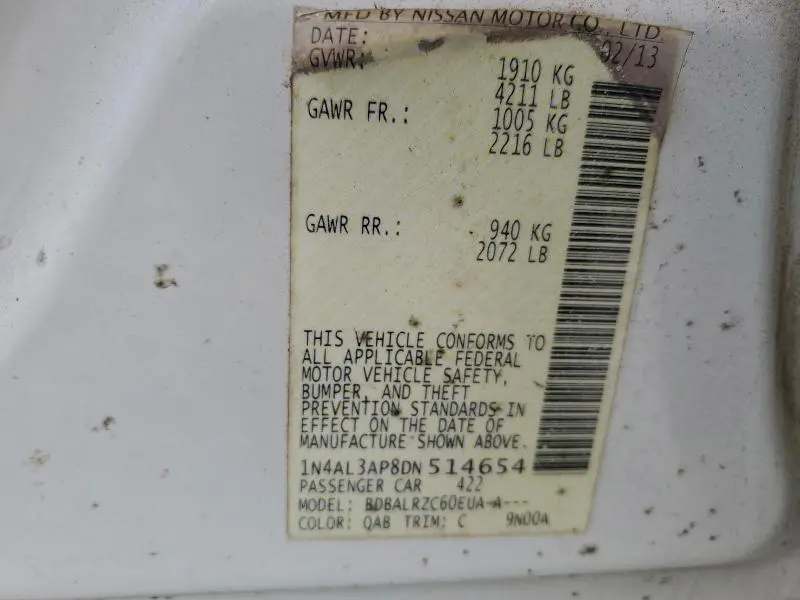 MFD BY NISSAN MOTOR CO., LTD.
DATE: 02/13
GVWR: 1910 KG
4211 LB
GAWR FR.: 1005 KG
2216 LB
GAWR RR.: 940 KG
2072 LB
THIS VEHICLE CONFORMS TO
ALL APPLICABLE FEDERAL
MOTOR VEHICLE SAFETY,
BUMPER, AND THEFT
PREVENTION STANDARDS IN
EFFECT ON THE DATE OF
MANUFACTURE SHOWN ABOVE.
1N4AL3AP8DN514654
PASSENGER CAR 422
MODEL: BDBALRZC60EUA-A---
COLOR: QAB TRIM: C 9N00A